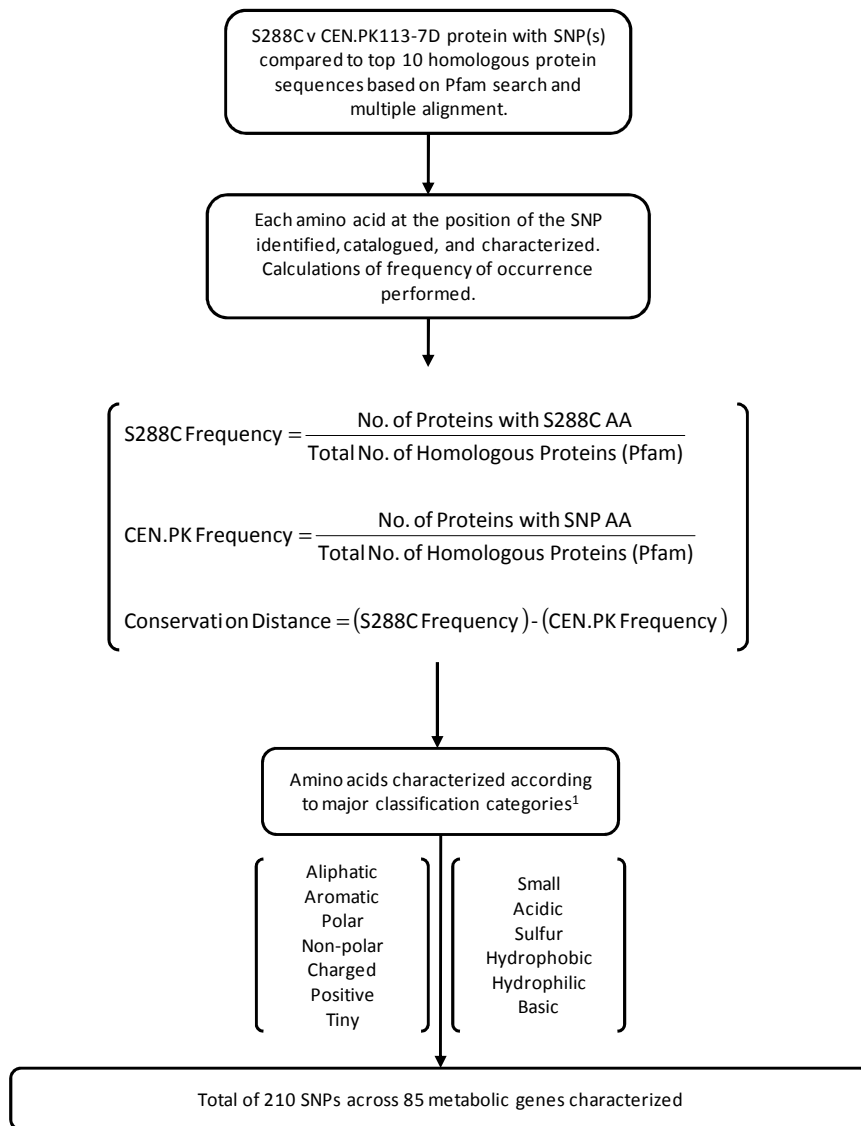 S288C v CEN.PK113-7D protein with SNP(s)
compared to top 10 homologous protein
sequences based on Pfam search and
multiple alignment.
Each amino acid at the position of the SNP
identified, catalogued, and characterized.
Calculations of frequency of occurrence
performed.
S288C Frequency = No. of Proteins with S288C AA / Total No. of Homologous Proteins (Pfam)
CEN.PK Frequency = No. of Proteins with SNP AA / Total No. of Homologous Proteins (Pfam)
Conservation Distance = (S288C Frequency) - (CEN.PK Frequency)
Amino acids characterized according
to major classification categories¹
Aliphatic
Aromatic
Polar
Non-polar
Charged
Positive
Tiny
Small
Acidic
Sulfur
Hydrophobic
Hydrophilic
Basic
Total of 210 SNPs across 85 metabolic genes characterized